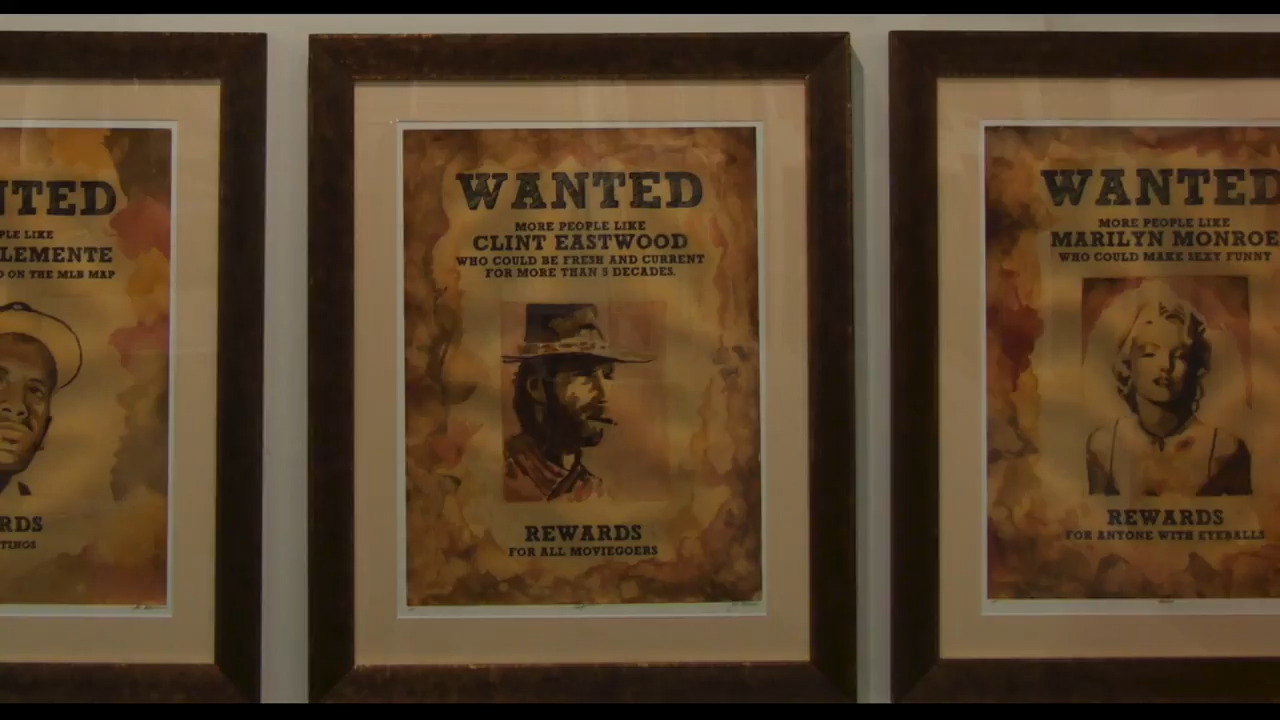 NTED
PLE LIKE
LEMENTE
ON THE MLB MAP
RDS
TINGS
WANTED
MORE PEOPLE LIKE
CLINT EASTWOOD
WHO COULD BE FRESH AND CURRENT
FOR MORE THAN 5 DECADES.
REWARDS
FOR ALL MOVIEGOERS
WANTED
MORE PEOPLE LIKE
MARILYN MONROE
WHO COULD MAKE SEXY FUNNY
REWARDS
FOR ANYONE WITH EYEBALLS